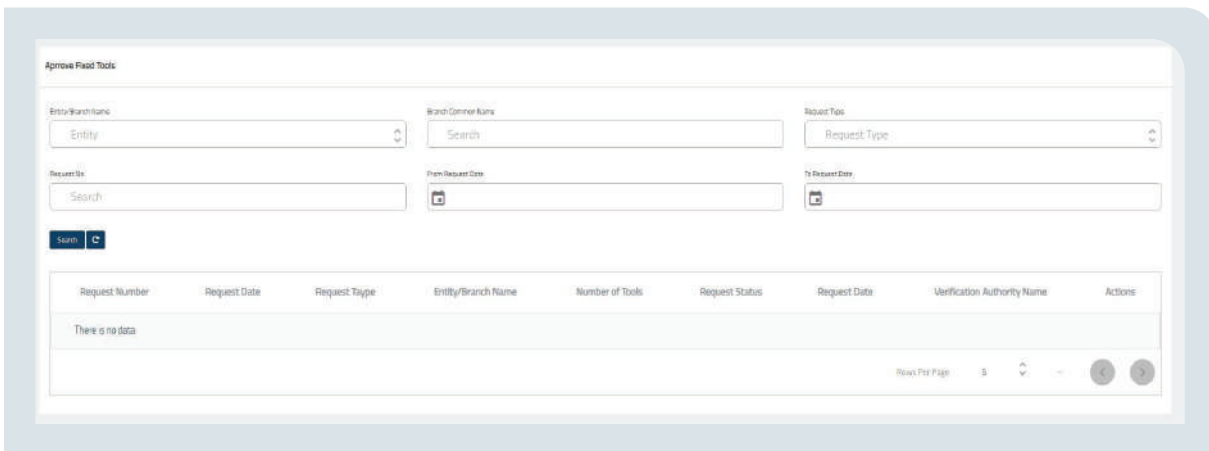 Aprrove Fixed Tools
Entity/Branch Name Branch Common Name Request Type
Entity Search Request Type
Request No. From Request Date To Request Date
Search
Search
Request Number Request Date Request Taype Entity/Branch Name Number of Tools Request Status Request Date Verification Authority Name Actions
There is no data
Rows Per Page 5 –